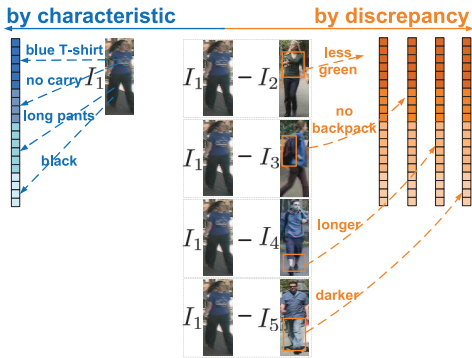 by characteristic
by discrepancy
blue T-shirt
no carry
long pants
black
I₁
I₁ − I₂
less
green
I₁ − I₃
no
backpack
I₁ − I₄
longer
I₁ − I₅
darker